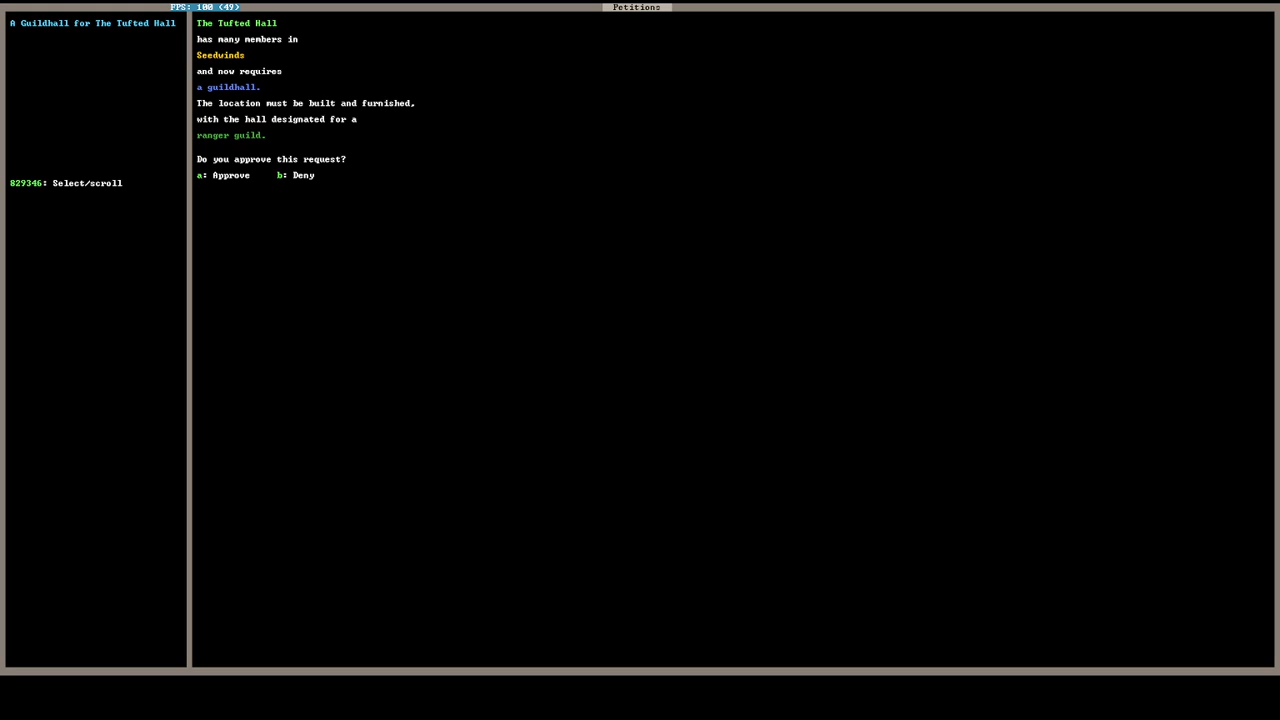 FPS: 100 (49)
Petitions
A Guildhall for The Tufted Hall
829346: Select/scroll
The Tufted Hall
has many members in
Seedwinds
and now requires
a guildhall.
The location must be built and furnished,
with the hall designated for a
ranger guild.
Do you approve this request?
a: Approve b: Deny